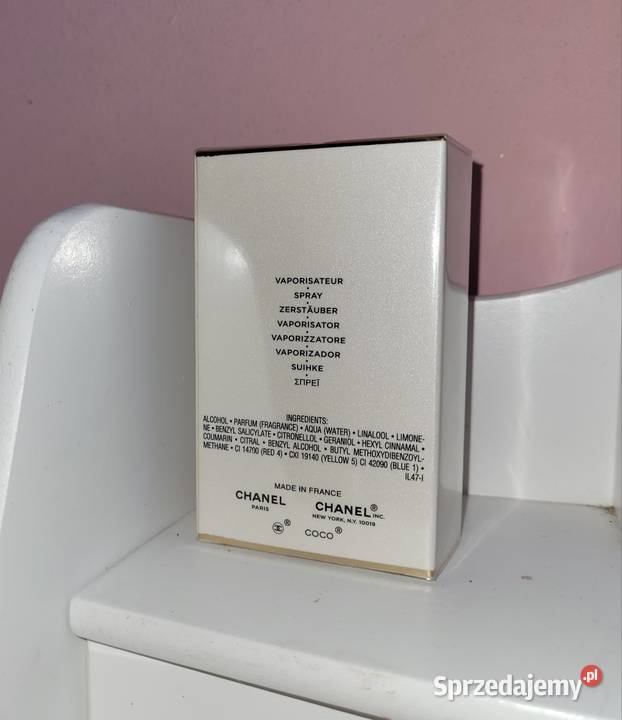 VAPORISATEUR
•
SPRAY
•
ZERSTÄUBER
•
VAPORISATOR
•
VAPORIZZATORE
•
VAPORIZADOR
•
SUIHKE
•
ΣΠΡΕΪ
INGREDIENTS:
ALCOHOL • PARFUM (FRAGRANCE) • AQUA (WATER) • LINALOOL • LIMONE-
NE • BENZYL SALICYLATE • CITRONELLOL • GERANIOL • HEXYL CINNAMAL •
COUMARIN • CITRAL • BENZYL ALCOHOL • BUTYL METHOXYDIBENZOYL-
METHANE • CI 14700 (RED 4) • CXI 19140 (YELLOW 5) CI 42090 (BLUE 1) •
IL47-I
MADE IN FRANCE
CHANEL CHANEL® INC.
PARIS NEW YORK, N.Y. 10019
® COCO®
Sprzedajemy.pl